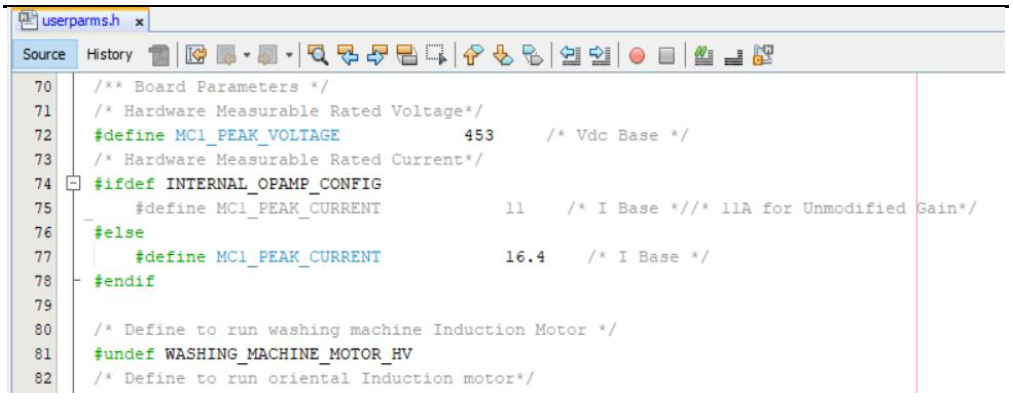 userparms.h x
Source History
70 /** Board Parameters */
71 /* Hardware Measurable Rated Voltage*/
72 #define MC1_PEAK_VOLTAGE 453 /* Vdc Base */
73 /* Hardware Measurable Rated Current*/
74 #ifdef INTERNAL_OPAMP_CONFIG
75 #define MC1_PEAK_CURRENT 11 /* I Base *//* 11A for Unmodified Gain*/
76 #else
77 #define MC1_PEAK_CURRENT 16.4 /* I Base */
78 #endif
79
80 /* Define to run washing machine Induction Motor */
81 #undef WASHING_MACHINE_MOTOR_HV
82 /* Define to run oriental Induction motor*/